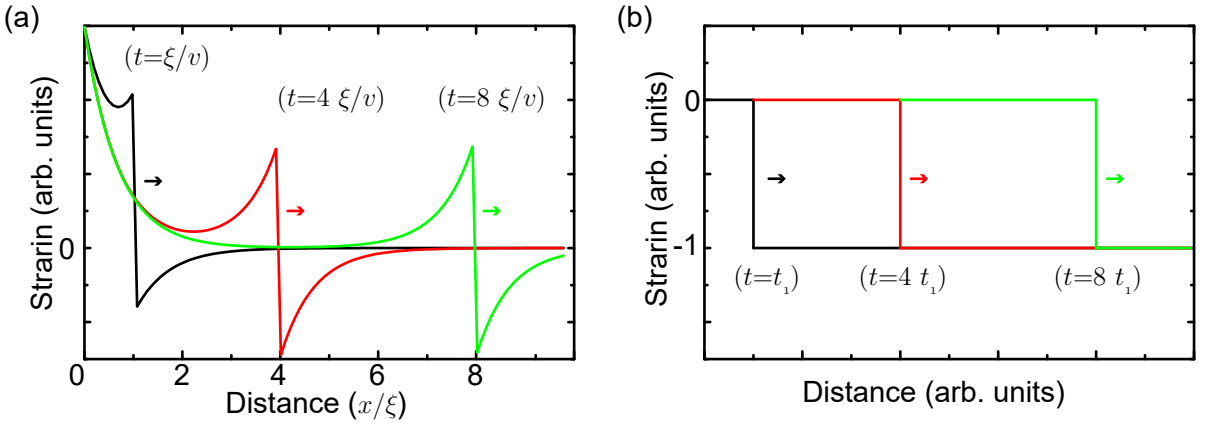 (a)
(t=ξ/v)
(t=4 ξ/v)
(t=8 ξ/v)
Strarin (arb. units)
0
0
2
4
6
8
Distance (x/ξ)
(b)
0
-1
Strarin (arb. units)
(t=t₁)
(t=4 t₁)
(t=8 t₁)
Distance (arb. units)